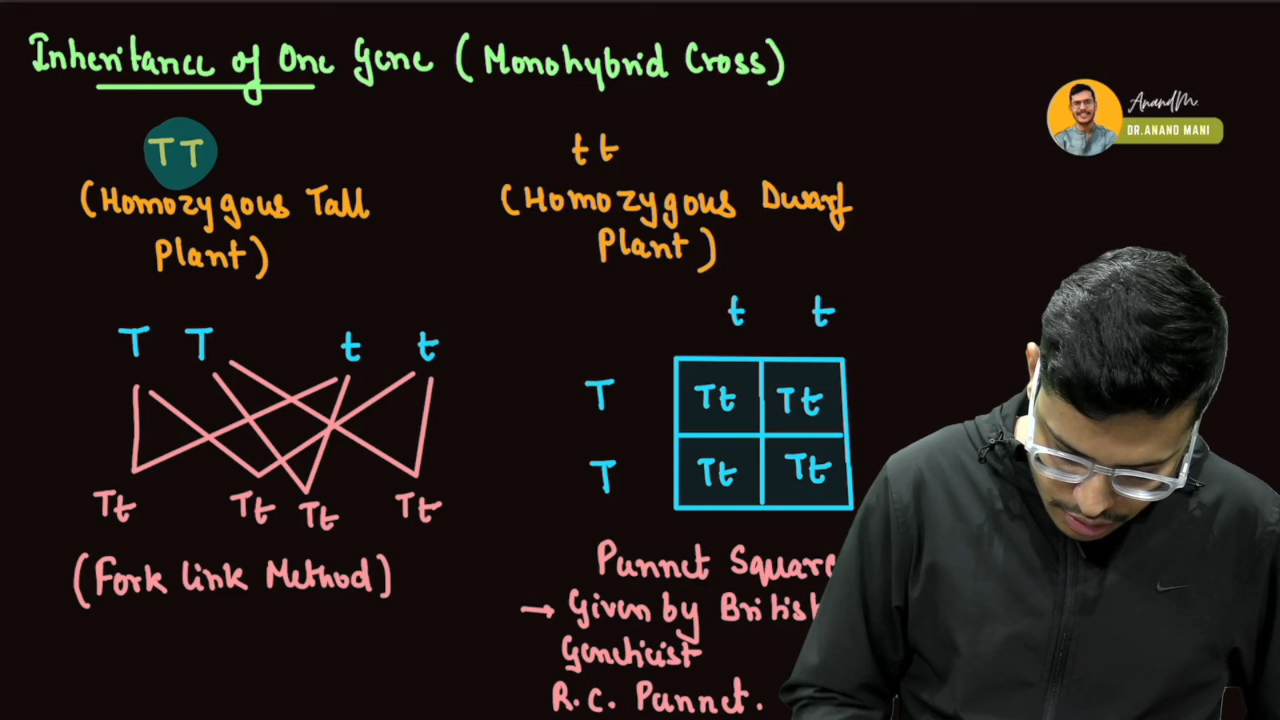 Inheritance of One Gene (Monohybrid Cross)
AnandM.
DR.ANAND MANI
TT
tt
(Homozygous Tall
Plant)
(Homozygous Dwarf
Plant)
T T t t
Tt Tt Tt Tt
(Fork Link Method)
t t
T Tt Tt
T Tt Tt
Punnet Square
→ Given by British
Geneticist
R.C. Punnet.